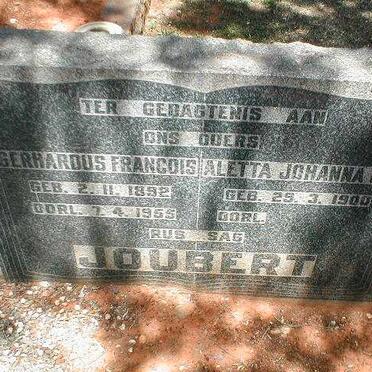 TER GEDAGTENIS AAN
ONS OUERS
GERHARDUS FRANCOIS ALETTA JOHANNA
GEB. 2.11.1892 GEB. 29.3.1900
OORL. 7.4.1955 OORL.
RUS SAG
JOUBERT